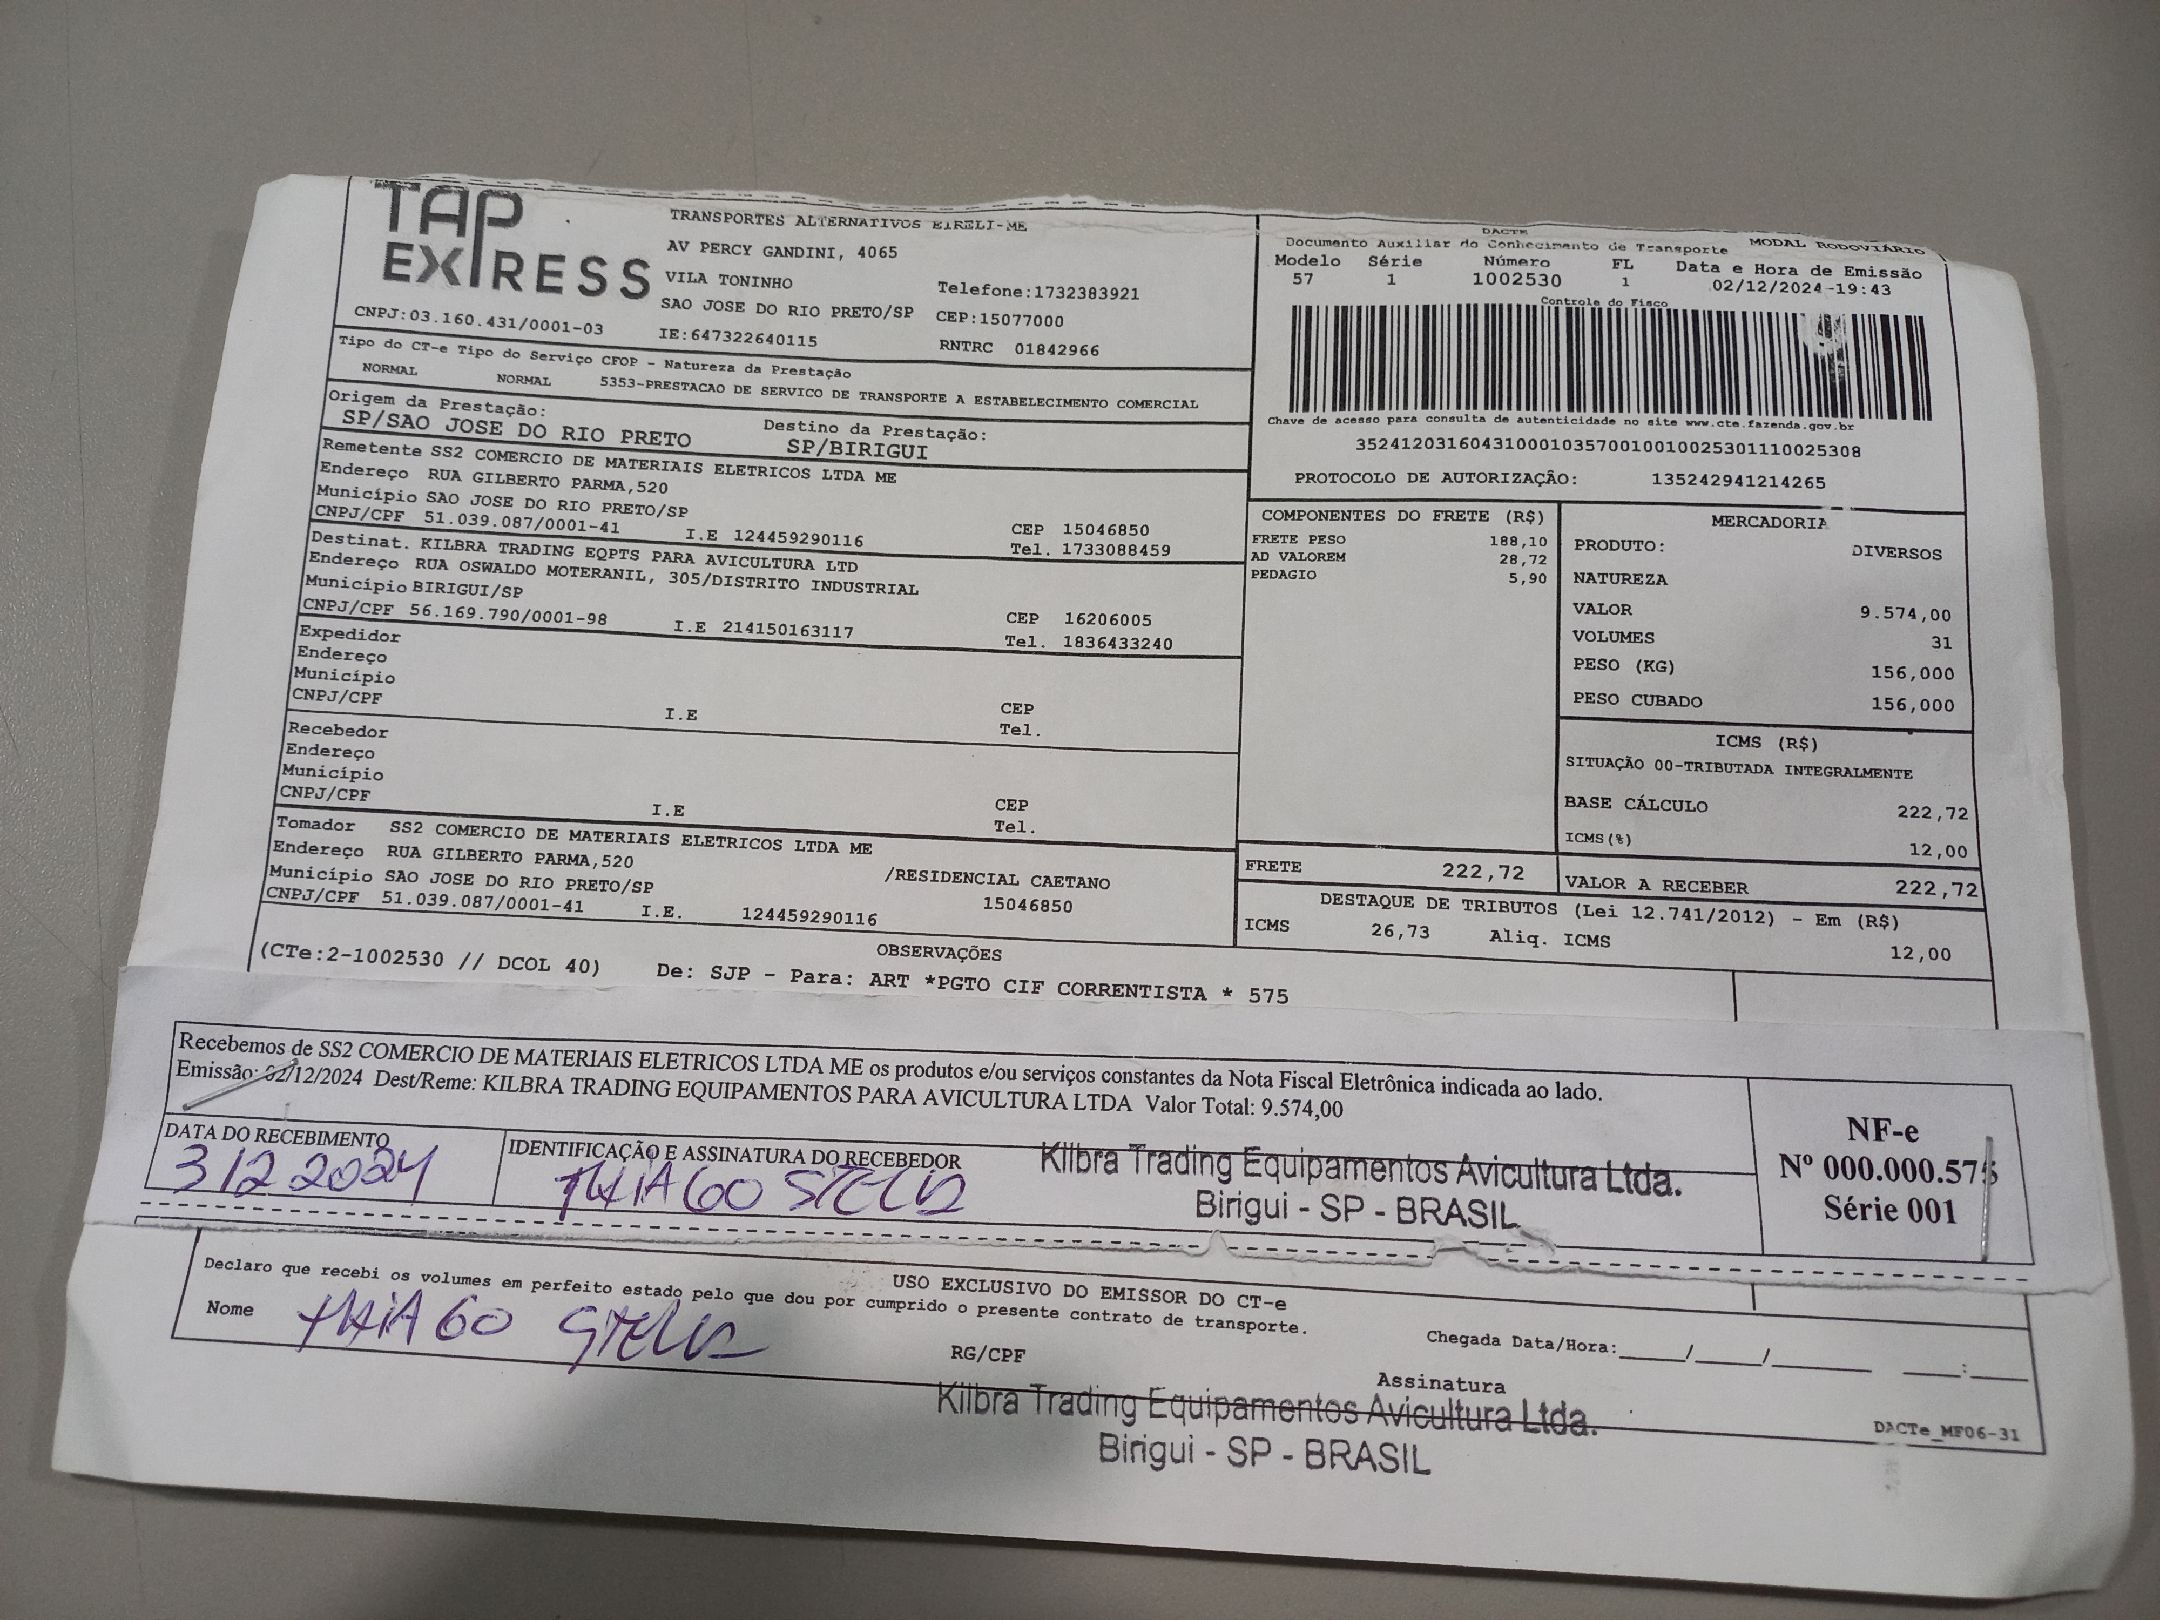 TAP
EXPRESS
TRANSPORTES ALTERNATIVOS EIRELI-ME
AV PERCY GANDINI, 4065
VILA TONINHO
Telefone:1732383921
SAO JOSE DO RIO PRETO/SP CEP:15077000
CNPJ:03.160.431/0001-03 IE:647322640115 RNTRC 01842966
DACTE
Documento Auxiliar do Conhecimento de Transporte MODAL RODOVIÁRIO
Modelo Série Número FL Data e Hora de Emissão
57 1 1002530 1 02/12/2024-19:43
Controle do Fisco
Chave de acesso para consulta de autenticidade no site www.cte.fazenda.gov.br
35241203160431000103570010010025301110025308
PROTOCOLO DE AUTORIZAÇÃO: 135242941214265
Tipo do CT-e Tipo do Serviço CFOP - Natureza da Prestação
NORMAL NORMAL 5353-PRESTACAO DE SERVICO DE TRANSPORTE A ESTABELECIMENTO COMERCIAL
Origem da Prestação: Destino da Prestação:
SP/SAO JOSE DO RIO PRETO SP/BIRIGUI
Remetente SS2 COMERCIO DE MATERIAIS ELETRICOS LTDA ME
Endereço RUA GILBERTO PARMA,520
Município SAO JOSE DO RIO PRETO/SP CEP 15046850
CNPJ/CPF 51.039.087/0001-41 I.E 124459290116 Tel. 1733088459
Destinat. KILBRA TRADING EQPTS PARA AVICULTURA LTD
Endereço RUA OSWALDO MOTERANIL, 305/DISTRITO INDUSTRIAL
Município BIRIGUI/SP CEP 16206005
CNPJ/CPF 56.169.790/0001-98 I.E 214150163117 Tel. 1836433240
Expedidor
Endereço
Município CEP
CNPJ/CPF I.E Tel.
Recebedor
Endereço
Município CEP
CNPJ/CPF I.E Tel.
Tomador SS2 COMERCIO DE MATERIAIS ELETRICOS LTDA ME
Endereço RUA GILBERTO PARMA,520 /RESIDENCIAL CAETANO
Município SAO JOSE DO RIO PRETO/SP 15046850
CNPJ/CPF 51.039.087/0001-41 I.E. 124459290116
COMPONENTES DO FRETE (R$)
FRETE PESO 188,10
AD VALOREM 28,72
PEDAGIO 5,90
FRETE 222,72
MERCADORIA
PRODUTO: DIVERSOS
NATUREZA
VALOR 9.574,00
VOLUMES 31
PESO (KG) 156,000
PESO CUBADO 156,000
ICMS (R$)
SITUAÇÃO 00-TRIBUTADA INTEGRALMENTE
BASE CÁLCULO 222,72
ICMS(%) 12,00
VALOR A RECEBER 222,72
DESTAQUE DE TRIBUTOS (Lei 12.741/2012) - Em (R$)
ICMS 26,73 Aliq. ICMS 12,00
OBSERVAÇÕES
(CTe:2-1002530 // DCOL 40) De: SJP - Para: ART *PGTO CIF CORRENTISTA * 575
Recebemos de SS2 COMERCIO DE MATERIAIS ELETRICOS LTDA ME os produtos e/ou serviços constantes da Nota Fiscal Eletrônica indicada ao lado.
Emissão: 02/12/2024 Dest/Reme: KILBRA TRADING EQUIPAMENTOS PARA AVICULTURA LTDA Valor Total: 9.574,00
DATA DO RECEBIMENTO
3 12 2024
IDENTIFICAÇÃO E ASSINATURA DO RECEBEDOR
Kilbra Trading Equipamentos Avicultura Ltda.
Birigui - SP - BRASIL
NF-e
Nº 000.000.575
Série 001
USO EXCLUSIVO DO EMISSOR DO CT-e
Declaro que recebi os volumes em perfeito estado pelo que dou por cumprido o presente contrato de transporte.
Nome
RG/CPF
Chegada Data/Hora:____/____/______ ____:____
Assinatura
Kilbra Trading Equipamentos Avicultura Ltda.
Birigui - SP - BRASIL
DACTe_MF06-31